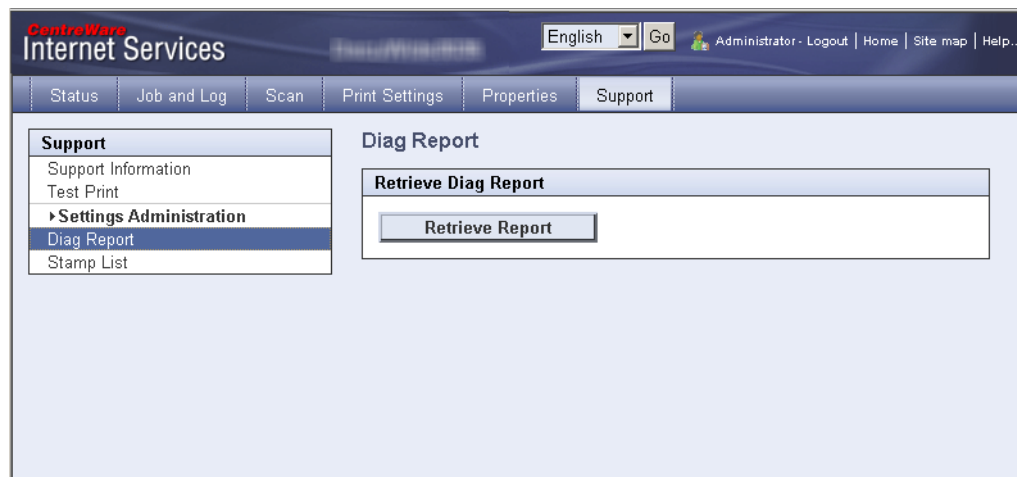 CentreWare
Internet Services
English Go Administrator - Logout | Home | Site map | Help..
Status Job and Log Scan Print Settings Properties Support
Support
Support Information
Test Print
Settings Administration
Diag Report
Stamp List
Diag Report
Retrieve Diag Report
Retrieve Report